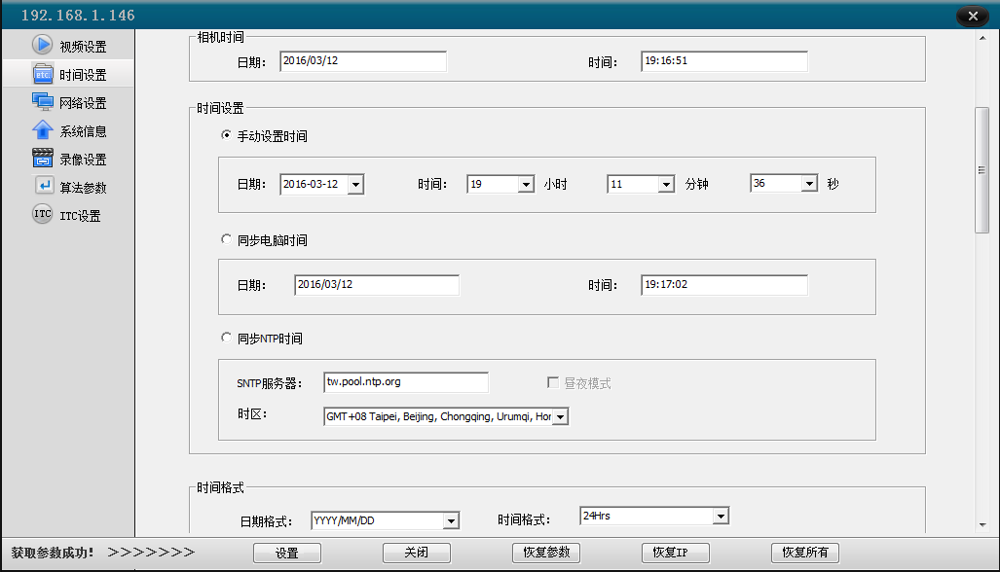 192.168.1.146
视频设置
时间设置
网络设置
系统信息
录像设置
算法参数
ITC ITC设置
相机时间
日期： 2016/03/12 时间： 19:16:51
时间设置
手动设置时间
日期： 2016-03-12 时间： 19 小时 11 分钟 36 秒
同步电脑时间
日期： 2016/03/12 时间： 19:17:02
同步NTP时间
SNTP服务器： tw.pool.ntp.org 昼夜模式
时区： GMT+08 Taipei, Beijing, Chongqing, Urumqi, Hor
时间格式
日期格式： YYYY/MM/DD 时间格式： 24Hrs
获取参数成功！ >>>>>>> 设置 关闭 恢复参数 恢复IP 恢复所有